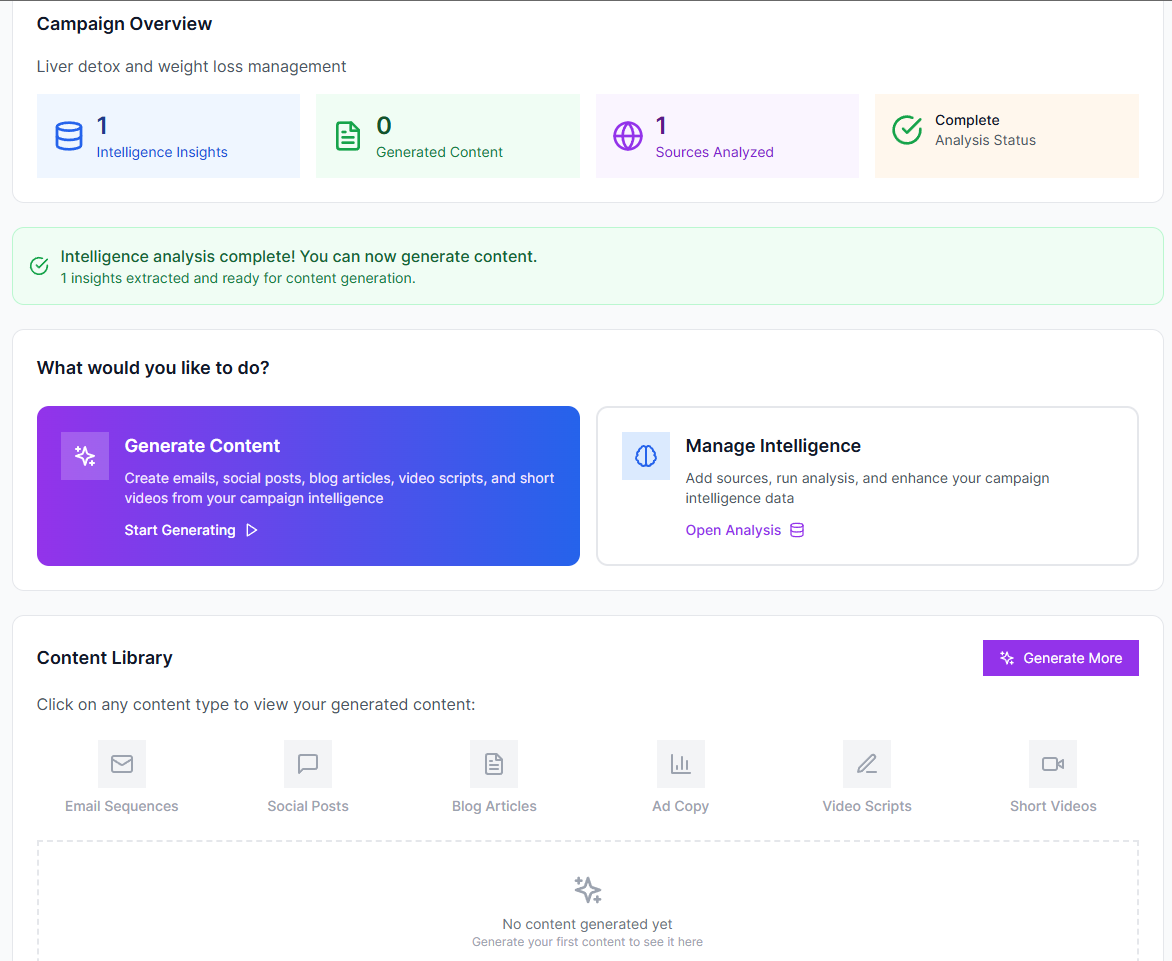 Campaign Overview
Liver detox and weight loss management
1
Intelligence Insights
0
Generated Content
1
Sources Analyzed
Complete
Analysis Status
Intelligence analysis complete! You can now generate content.
1 insights extracted and ready for content generation.
What would you like to do?
Generate Content
Create emails, social posts, blog articles, video scripts, and short
videos from your campaign intelligence
Start Generating
Manage Intelligence
Add sources, run analysis, and enhance your campaign
intelligence data
Open Analysis
Content Library
Generate More
Click on any content type to view your generated content:
Email Sequences
Social Posts
Blog Articles
Ad Copy
Video Scripts
Short Videos
No content generated yet
Generate your first content to see it here